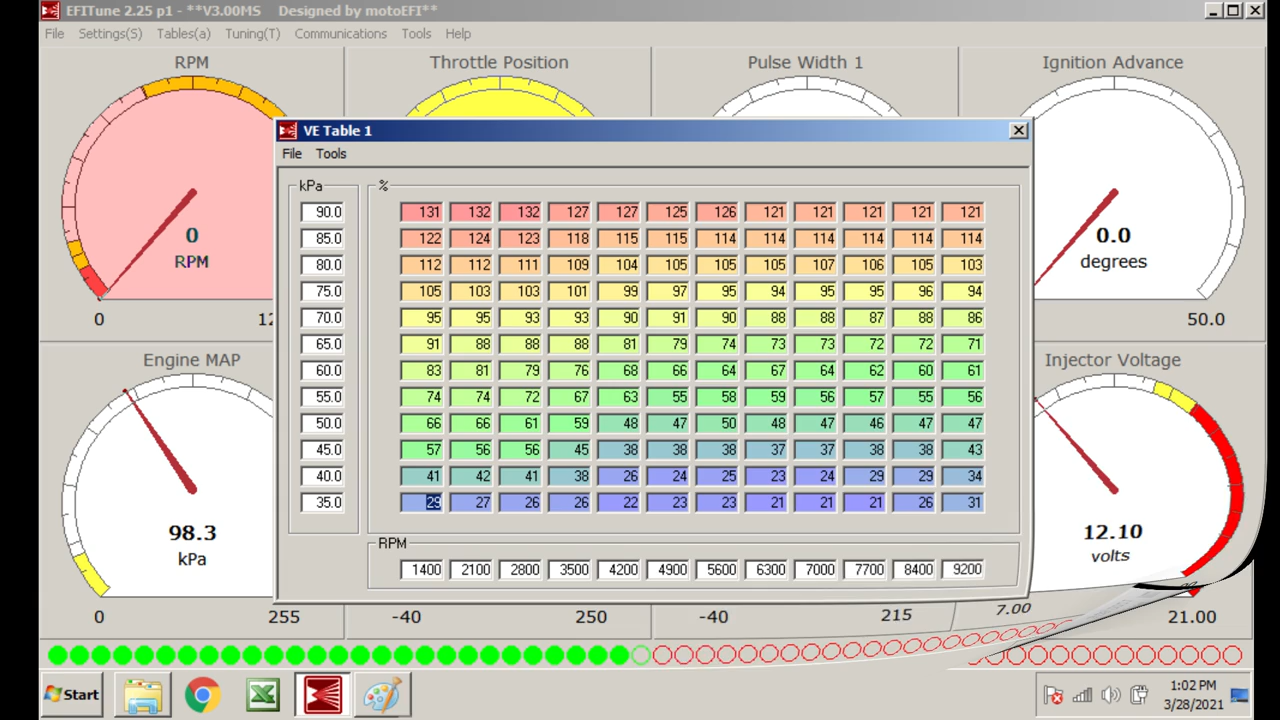 EFITune 2.25 p1 - **V3.00MS Designed by motoEFI**
File Settings(S) Tables(a) Tuning(T) Communications Tools Help
RPM Throttle Position Pulse Width 1 Ignition Advance
VE Table 1
File Tools
kPa %
90.0 131 132 132 127 127 125 126 121 121 121 121 121
85.0 122 124 123 118 115 115 114 114 114 114 114 114
80.0 112 112 111 109 104 105 105 105 107 106 105 103
75.0 105 103 103 101 99 97 95 94 95 95 96 94
70.0 95 95 93 93 90 91 90 88 88 87 88 86
65.0 91 88 88 88 81 79 74 73 73 72 72 71
60.0 83 81 79 76 68 66 64 67 64 62 60 61
55.0 74 74 72 67 63 55 58 59 56 57 55 56
50.0 66 66 61 59 48 47 50 48 47 46 47 47
45.0 57 56 56 45 38 38 38 37 37 38 38 43
40.0 41 42 41 38 26 24 25 23 24 29 29 34
35.0 29 27 26 26 22 23 23 21 21 21 26 31
RPM
1400 2100 2800 3500 4200 4900 5600 6300 7000 7700 8400 9200
0
RPM
0 12
0.0
degrees
50.0
Engine MAP
98.3
kPa
0 255
-40 250
-40 215
Injector Voltage
12.10
volts
7.00 21.00
Start
1:02 PM
3/28/2021